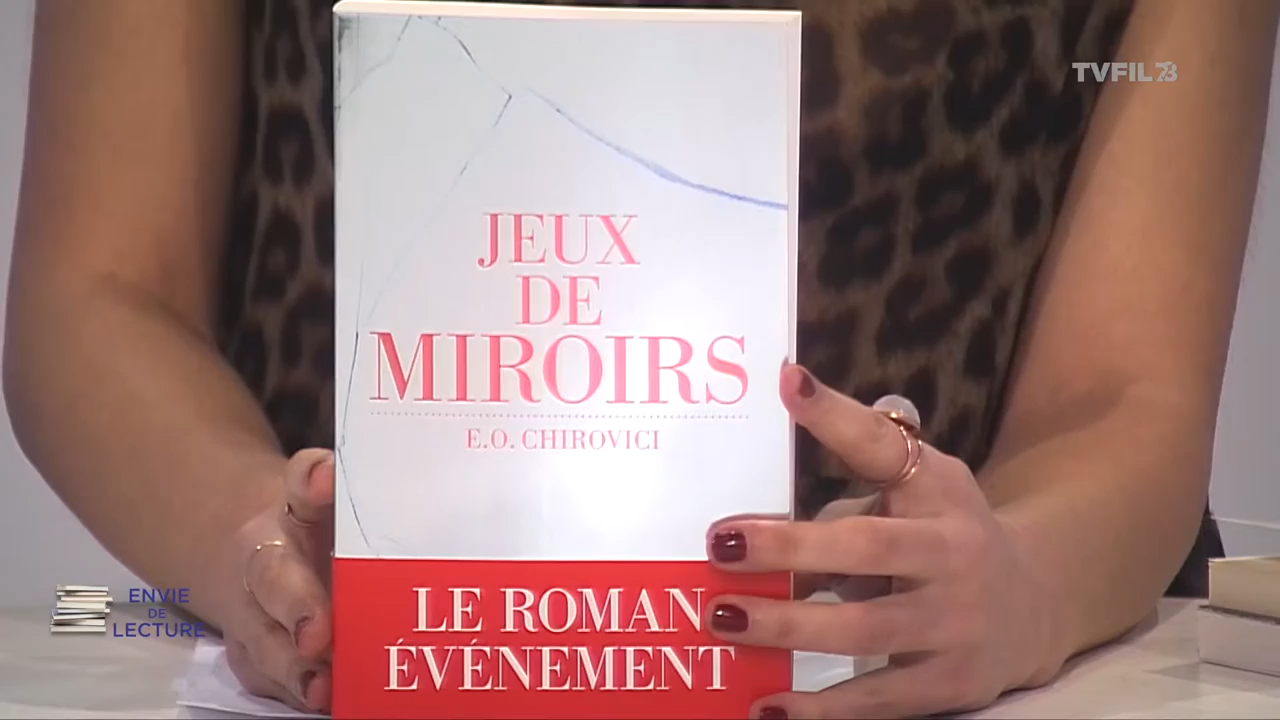 TVFIL78
JEUX
DE
MIROIRS
E.O. CHIROVICI
LE ROMAN
ÉVÉNEMENT
ENVIE
DE
LECTURE